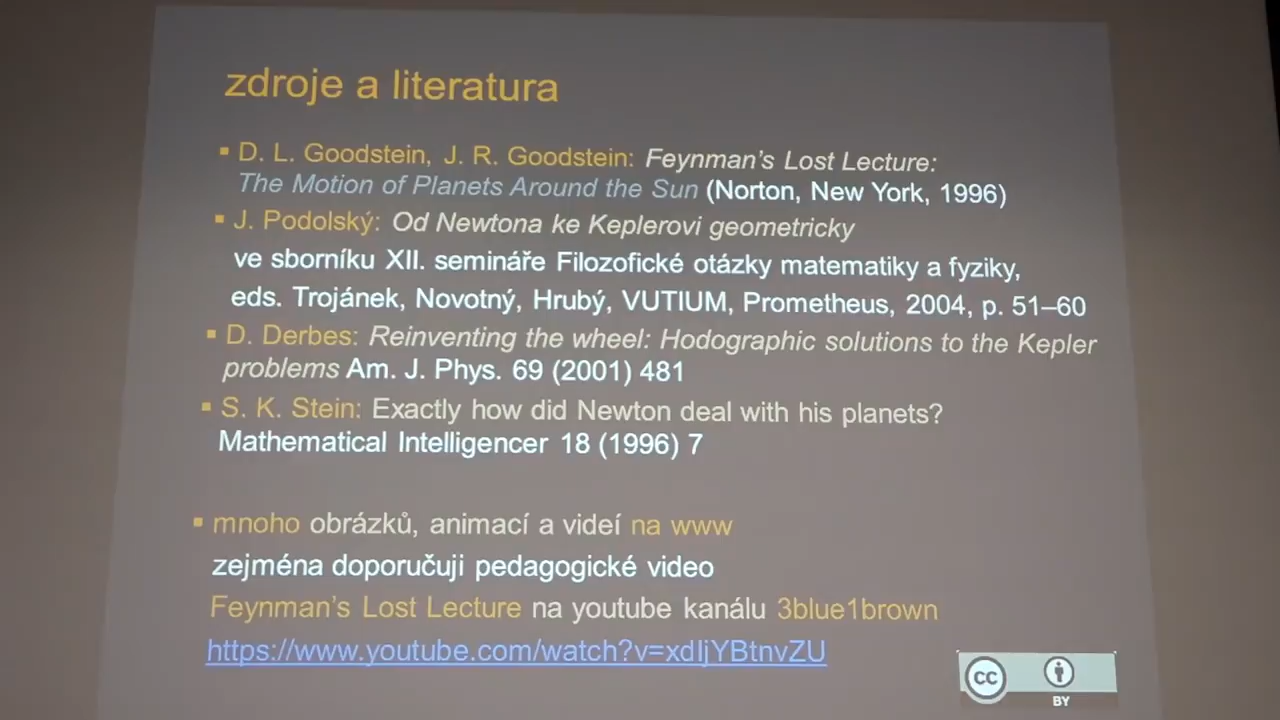 zdroje a literatura
▪ D. L. Goodstein, J. R. Goodstein: Feynman's Lost Lecture:
The Motion of Planets Around the Sun (Norton, New York, 1996)
▪ J. Podolský: Od Newtona ke Keplerovi geometricky
ve sborníku XII. semináře Filozofické otázky matematiky a fyziky,
eds. Trojánek, Novotný, Hrubý, VUTIUM, Prometheus, 2004, p. 51–60
▪ D. Derbes: Reinventing the wheel: Hodographic solutions to the Kepler
problems Am. J. Phys. 69 (2001) 481
▪ S. K. Stein: Exactly how did Newton deal with his planets?
Mathematical Intelligencer 18 (1996) 7
▪ mnoho obrázků, animací a videí na www
zejména doporučuji pedagogické video
Feynman's Lost Lecture na youtube kanálu 3blue1brown
https://www.youtube.com/watch?v=xdIjYBtnvZU
cc
BY